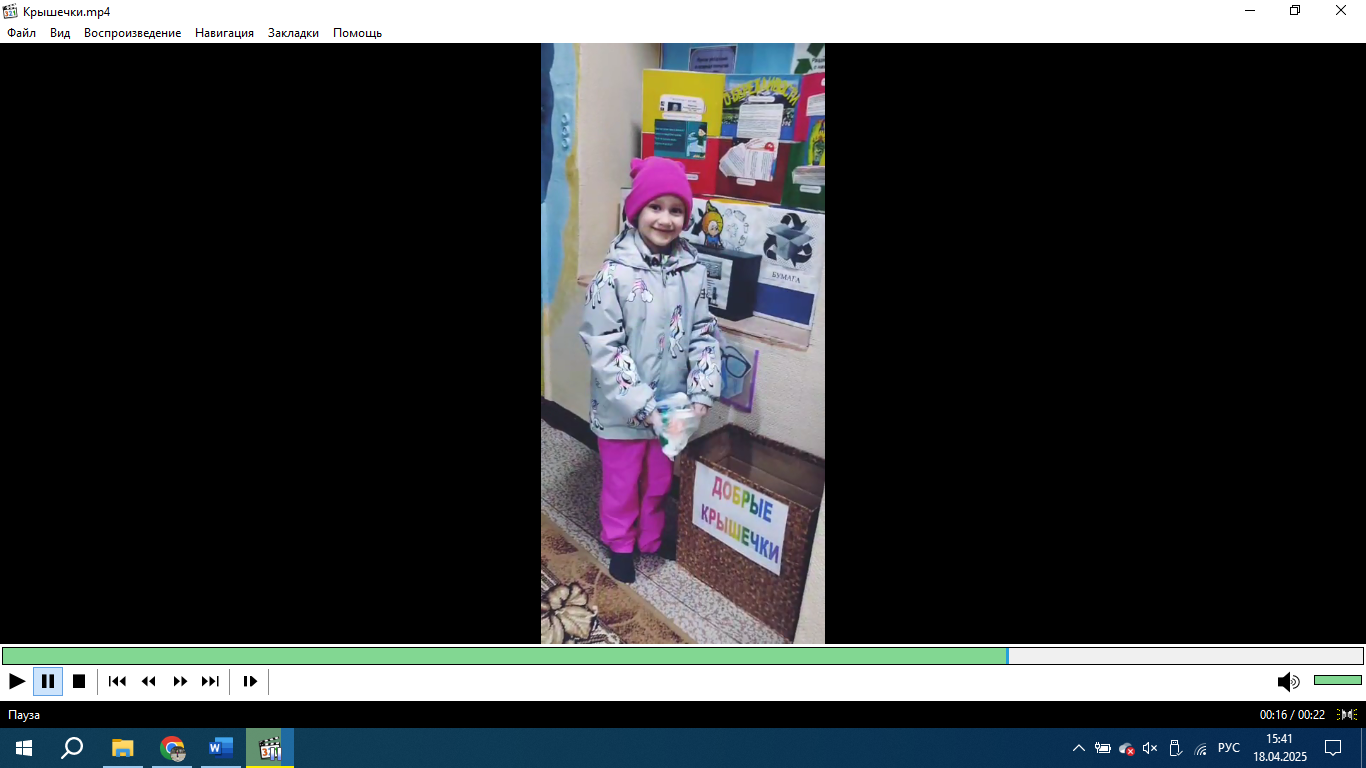 Крышечки.mp4
Файл Вид Воспроизведение Навигация Закладки Помощь
О БЕРЕЖЛИВОСТИ
БУМАГА
ДОБРЫЕ
КРЫШЕЧКИ
Пауза
00:16 / 00:22
РУС
15:41
18.04.2025